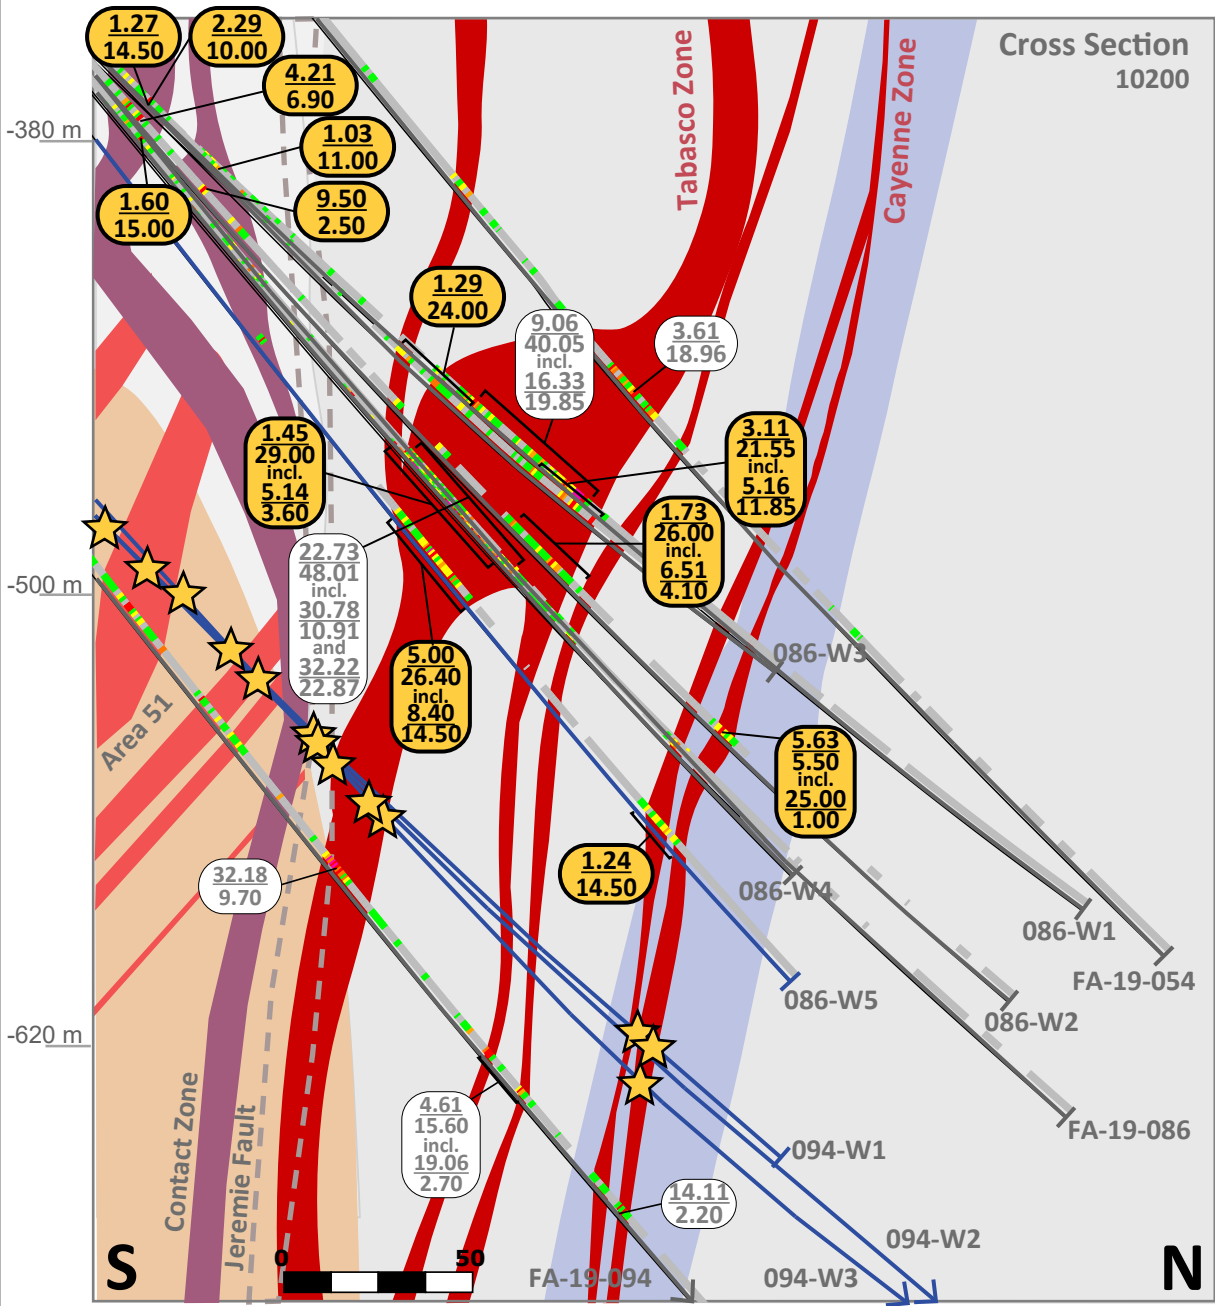 1.27
14.50
2.29
10.00
Cross Section
10200
4.21
6.90
-380 m
1.03
11.00
Tabasco Zone
Cayenne Zone
1.60
15.00
9.50
2.50
1.29
24.00
9.06
40.05
incl.
16.33
19.85
3.61
18.96
1.45
29.00
incl.
5.14
3.60
3.11
21.55
incl.
5.16
11.85
1.73
26.00
incl.
6.51
4.10
22.73
48.01
incl.
30.78
10.91
and
32.22
22.87
-500 m
5.00
26.40
incl.
8.40
14.50
086-W3
Area 51
5.63
5.50
incl.
25.00
1.00
32.18
9.70
1.24
14.50
086-W4
086-W1
FA-19-054
086-W5
086-W2
-620 m
FA-19-086
4.61
15.60
incl.
19.06
2.70
094-W1
Contact Zone
Jeremie Fault
14.11
2.20
094-W2
S
0
50
FA-19-094
094-W3
N